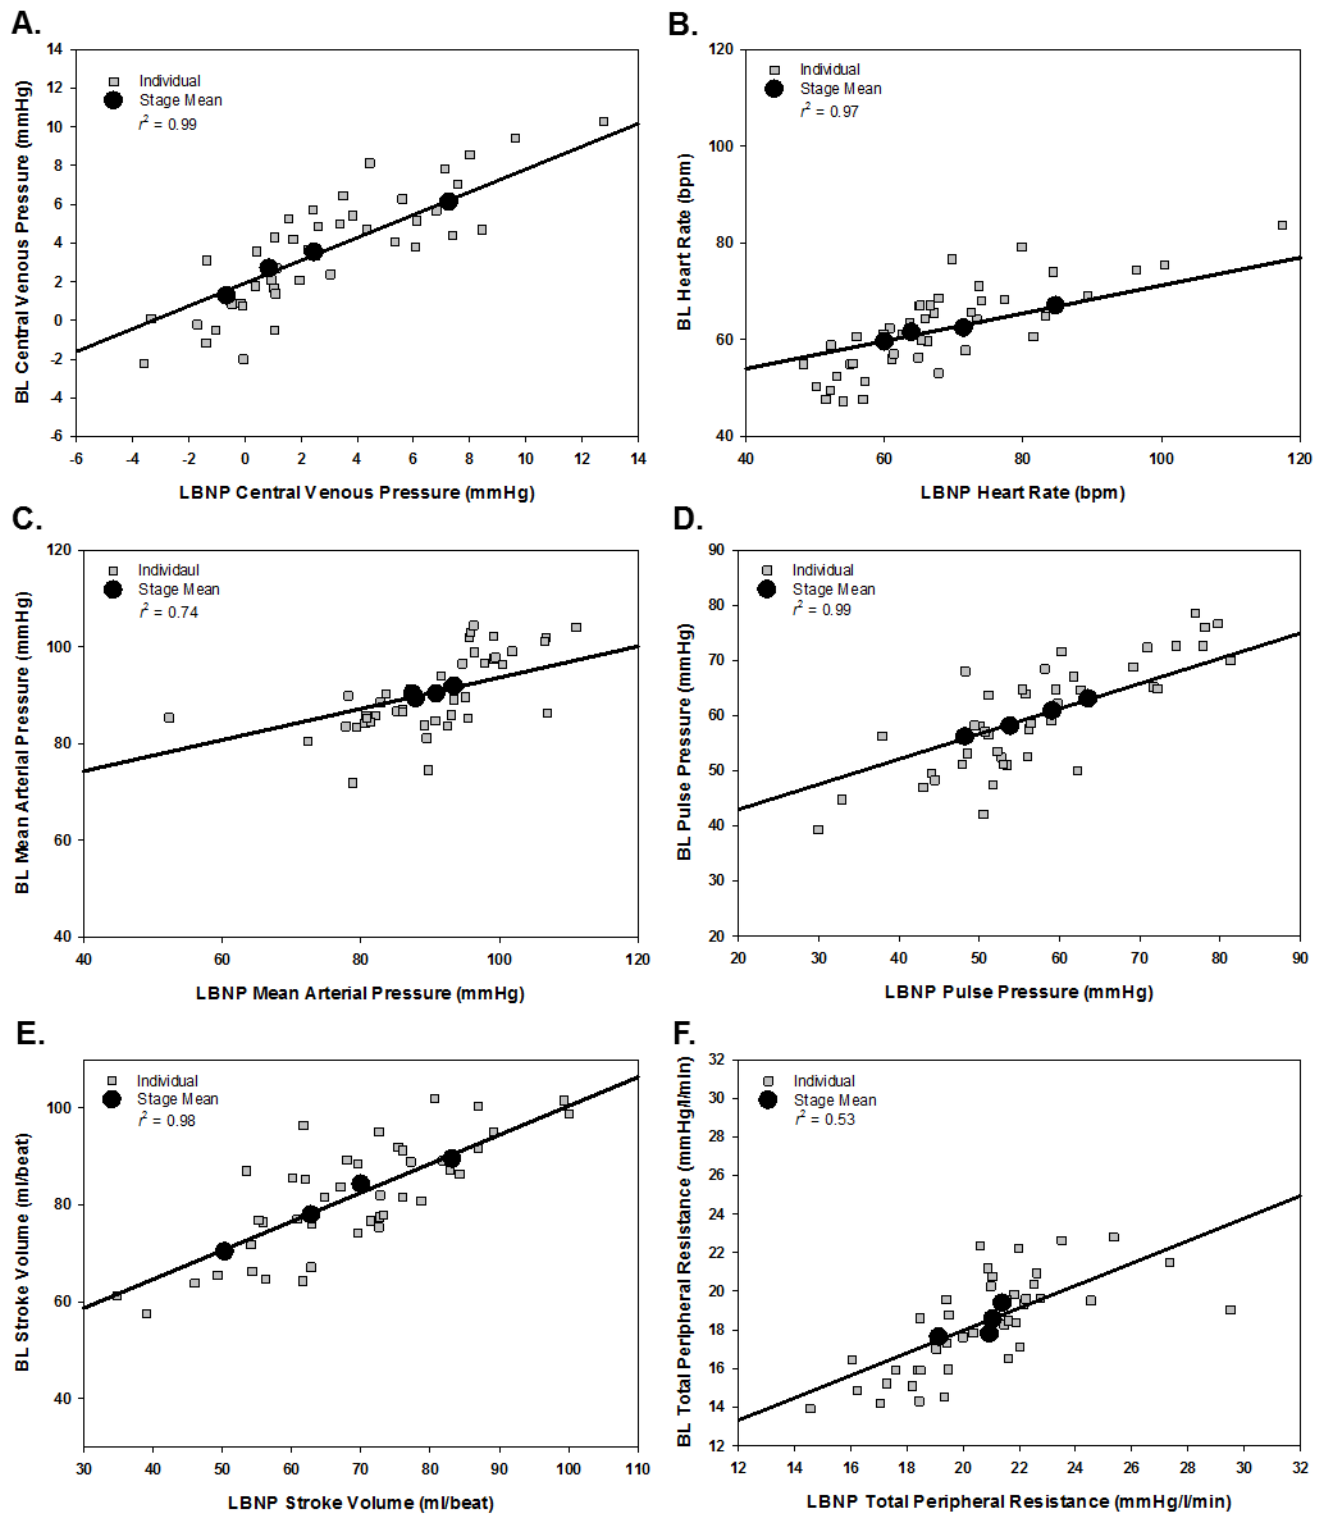 A.
BL Central Venous Pressure (mmHg)
14
12
10
8
6
4
2
0
-2
-4
-6
Individual
Stage Mean
r² = 0.99
-6 -4 -2 0 2 4 6 8 10 12 14
LBNP Central Venous Pressure (mmHg)
B.
BL Heart Rate (bpm)
120
100
80
60
40
Individual
Stage Mean
r² = 0.97
40 60 80 100 120
LBNP Heart Rate (bpm)
C.
BL Mean Arterial Pressure (mmHg)
120
100
80
60
40
Individaul
Stage Mean
r² = 0.74
40 60 80 100 120
LBNP Mean Arterial Pressure (mmHg)
D.
BL Pulse Pressure (mmHg)
90
80
70
60
50
40
30
20
Individual
Stage Mean
r² = 0.99
20 30 40 50 60 70 80 90
LBNP Pulse Pressure (mmHg)
E.
BL Stroke Volume (ml/beat)
100
80
60
40
Individual
Stage Mean
r² = 0.98
30 40 50 60 70 80 90 100 110
LBNP Stroke Volume (ml/beat)
F.
BL Total Peripheral Resistance (mmHg/l/min)
32
30
28
26
24
22
20
18
16
14
12
Individual
Stage Mean
r² = 0.53
12 14 16 18 20 22 24 26 28 30 32
LBNP Total Peripheral Resistance (mmHg/l/min)